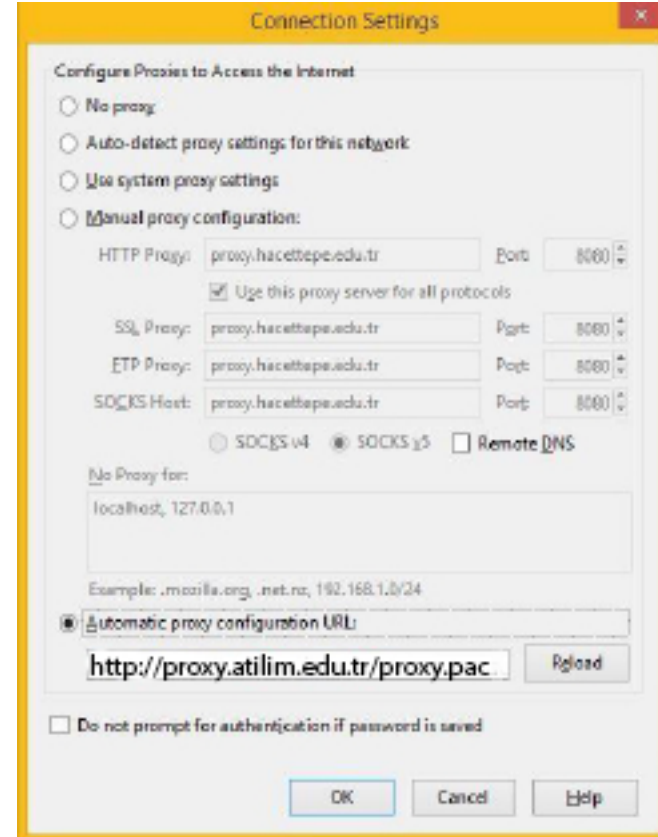 Connection Settings
Configure Proxies to Access the Internet
No proxy
Auto-detect proxy settings for this network
Use system proxy settings
Manual proxy configuration:
HTTP Proxy: proxy.hacettepe.edu.tr Port: 8080
Use this proxy server for all protocols
SSL Proxy: proxy.hacettepe.edu.tr Port: 8080
FTP Proxy: proxy.hacettepe.edu.tr Port: 8080
SOCKS Host: proxy.hacettepe.edu.tr Port: 8080
SOCKS v4 SOCKS v5 Remote DNS
No Proxy for:
localhost, 127.0.0.1
Example: .mozilla.org, .net.nz, 192.168.1.0/24
Automatic proxy configuration URL:
http://proxy.atilim.edu.tr/proxy.pac Reload
Do not prompt for authentication if password is saved
OK Cancel Help